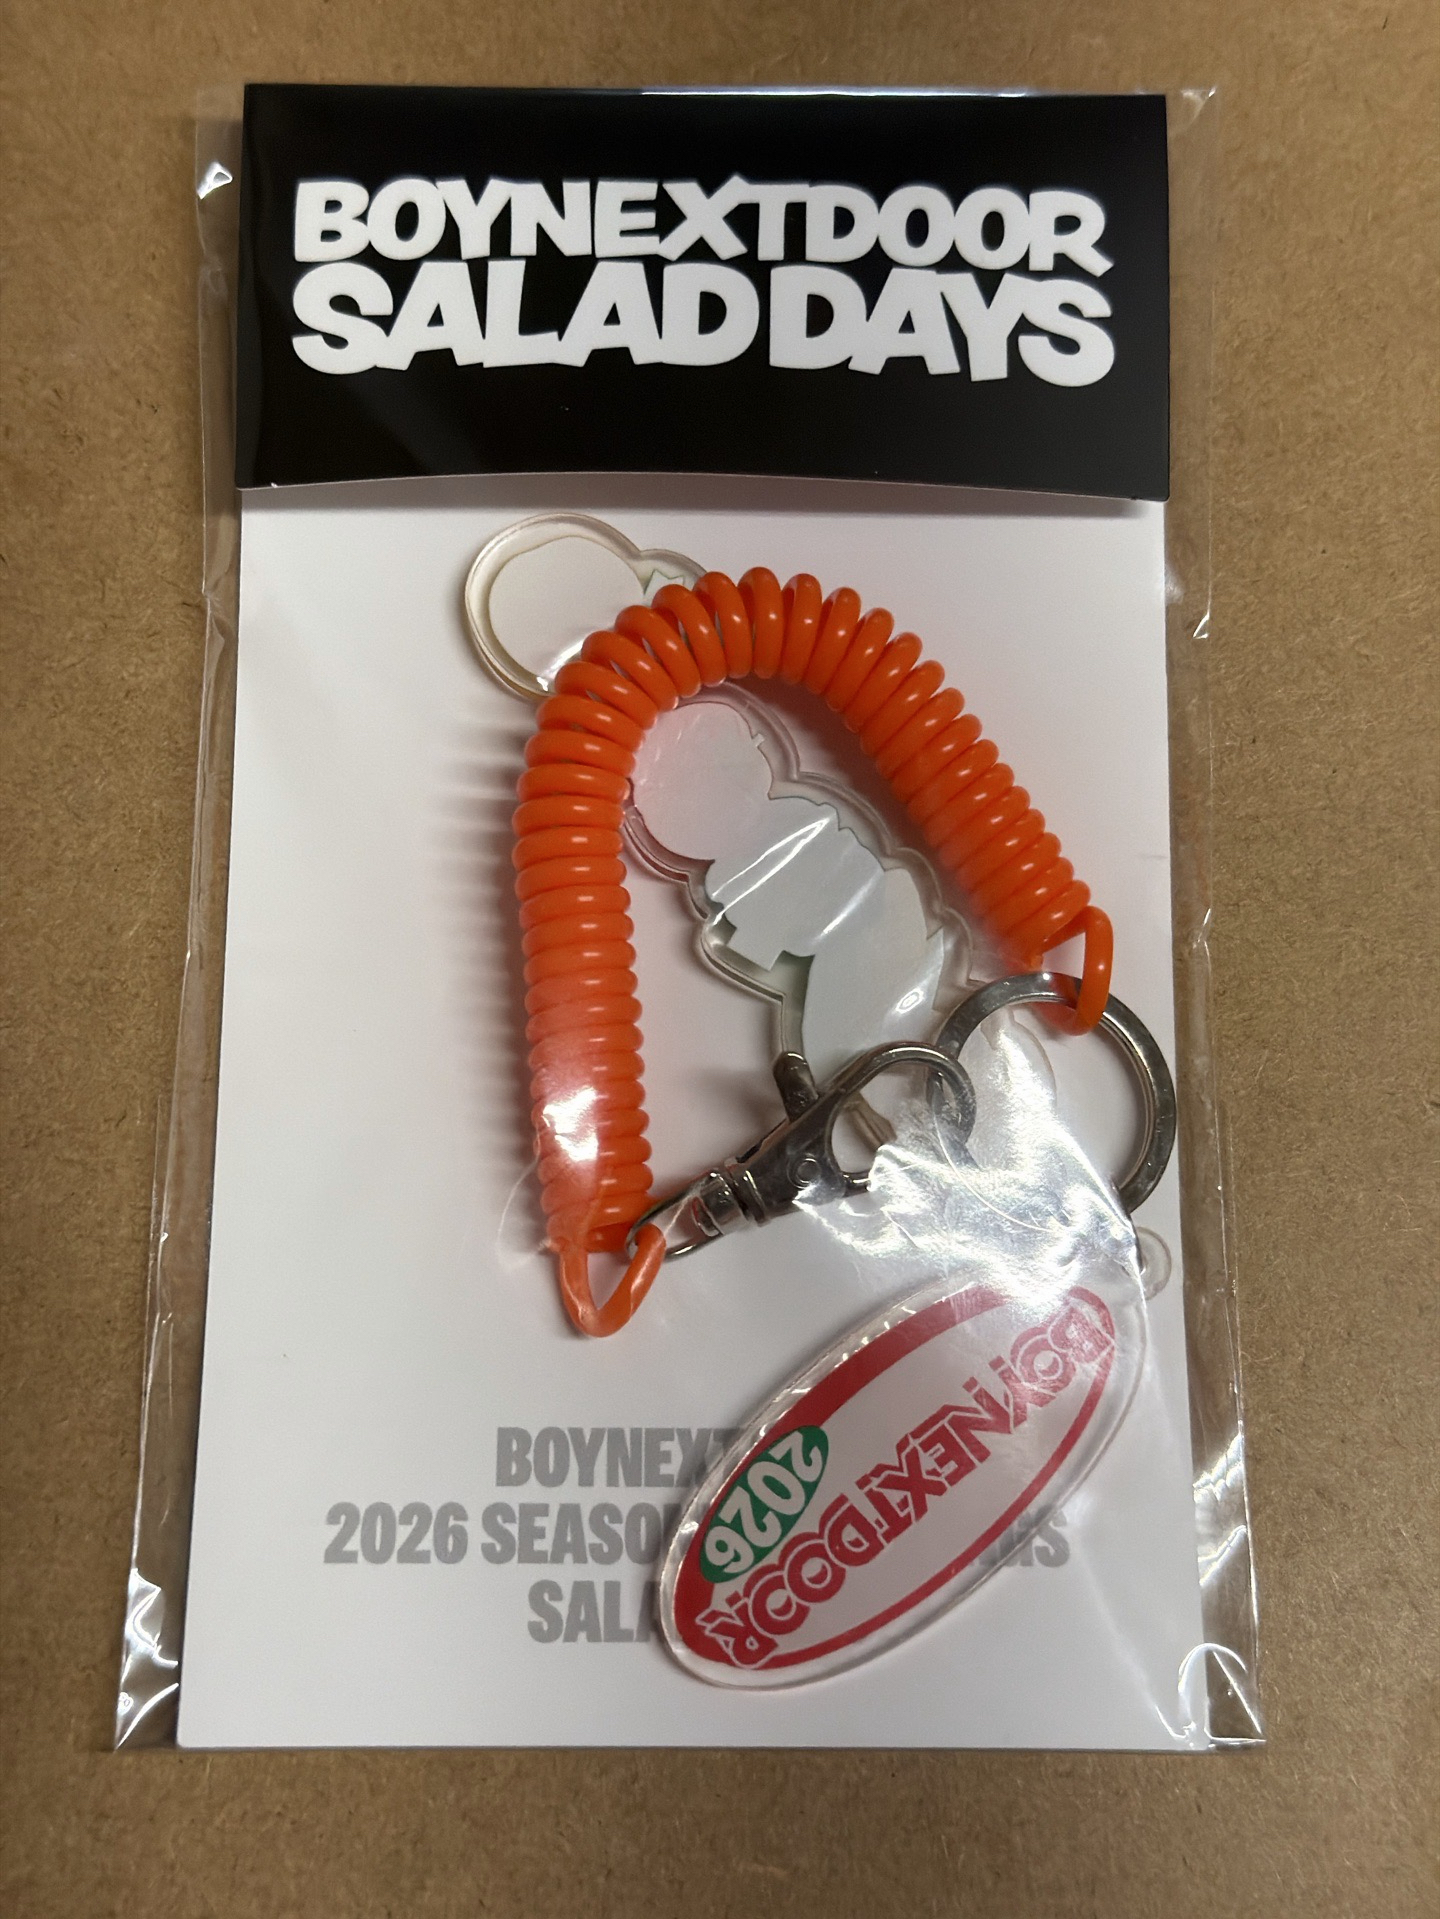 BOYNEXTDOOR
SALAD DAYS
BOYNEXT
2026 SEASO
SALA
BOYNEXTDOOR
2026